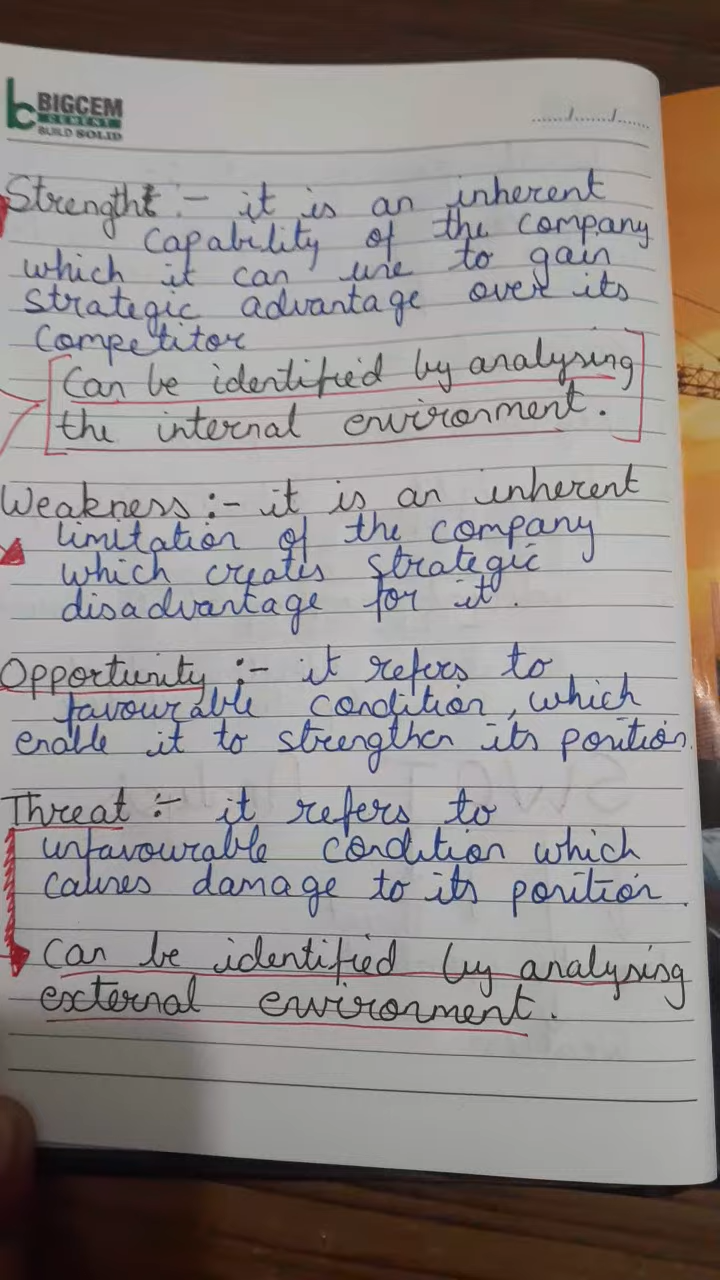 BIGCEM
CEMENT
BUILD SOLID
....../......./.......
Strenght :- it is an inherent
capability of the company
which it can use to gain
strategic advantage over its
competitor
Can be identified by analysing
the internal environment.
Weakness :- it is an inherent
limitation of the company
which creates strategic
disadvantage for it.
Opportunity :- it refers to
favourable condition, which
enable it to strengthen its position.
Threat :- it refers to
unfavourable condition which
causes damage to its position.
Can be identified by analysing
external environment.